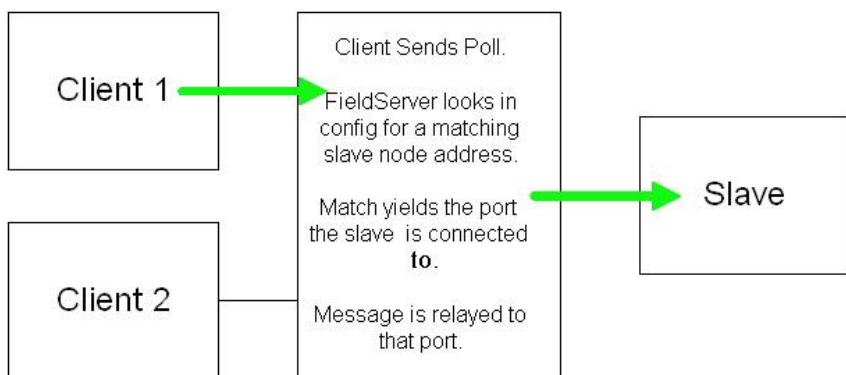 Client 1
Client 2
Client Sends Poll.
FieldServer looks in
config for a matching
slave node address.
Match yields the port
the slave is connected
to.
Message is relayed to
that port.
Slave